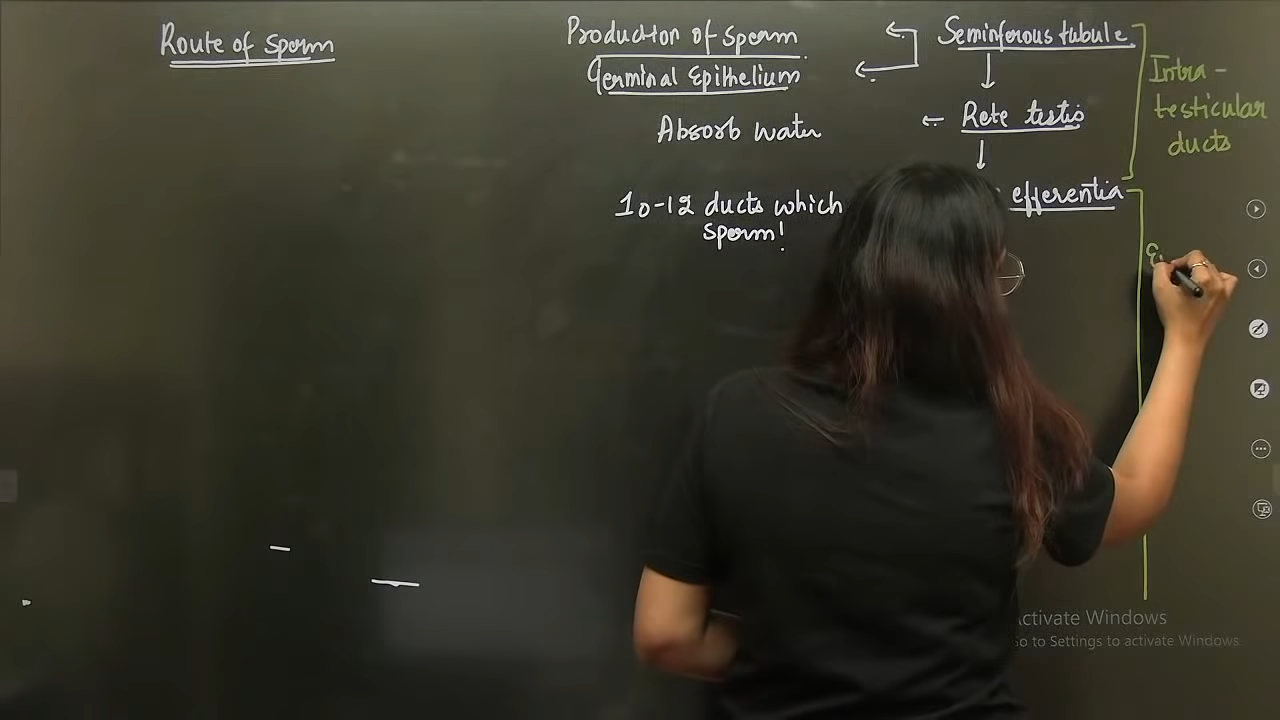 Route of sperm
Production of sperm
Germinal Epithelium
Seminferous tubule
Intra-
testicular
ducts
Absorb water
Rete testis
10-12 ducts which
sperm!
efferentia
Activate Windows
Go to Settings to activate Windows